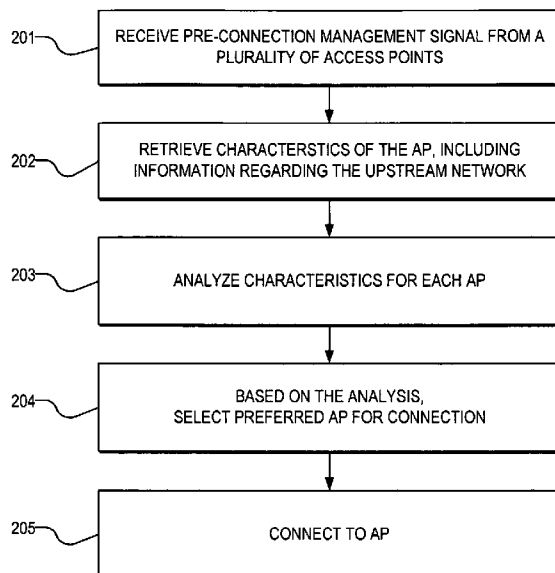 201
RECEIVE PRE-CONNECTION MANAGEMENT SIGNAL FROM A
PLURALITY OF ACCESS POINTS
202
RETRIEVE CHARACTERSTICS OF THE AP, INCLUDING
INFORMATION REGARDING THE UPSTREAM NETWORK
203
ANALYZE CHARACTERISTICS FOR EACH AP
204
BASED ON THE ANALYSIS,
SELECT PREFERRED AP FOR CONNECTION
205
CONNECT TO AP